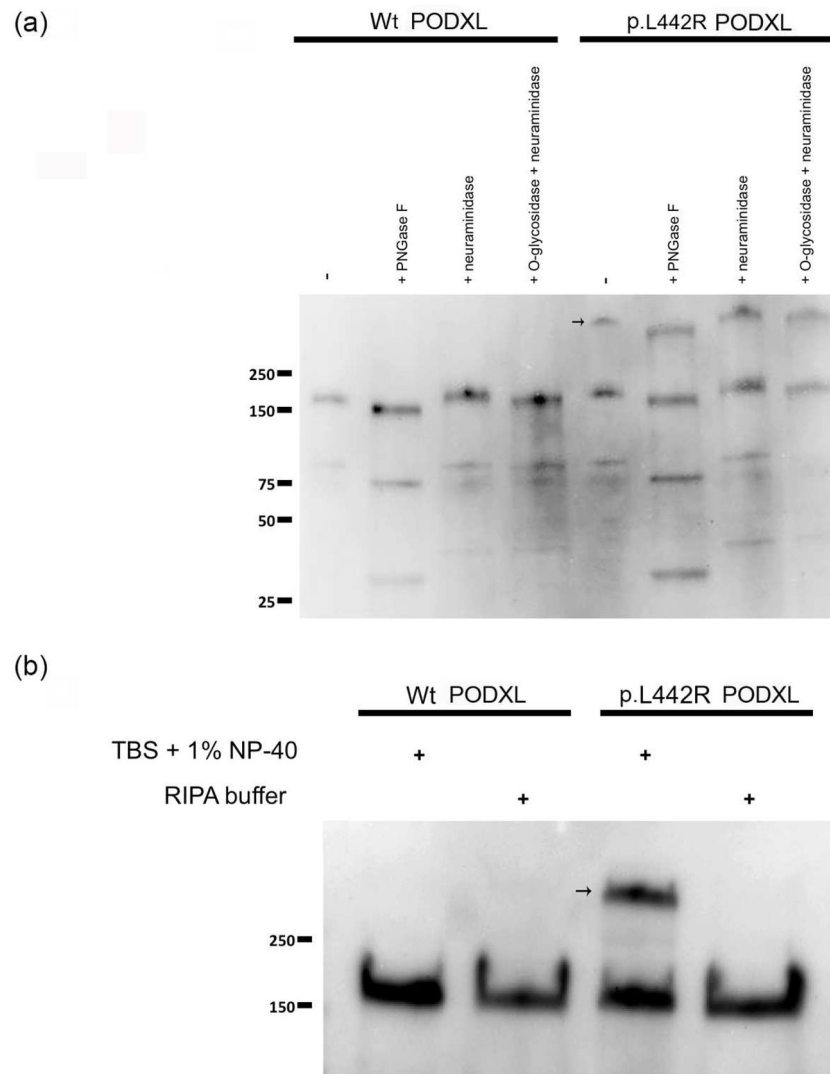 (a)
Wt PODXL p.L442R PODXL
- + PNGase F + neuraminidase + O-glycosidase + neuraminidase - + PNGase F + neuraminidase + O-glycosidase + neuraminidase
→
250
150
75
50
25
(b)
Wt PODXL p.L442R PODXL
TBS + 1% NP-40 + +
RIPA buffer + +
→
250
150